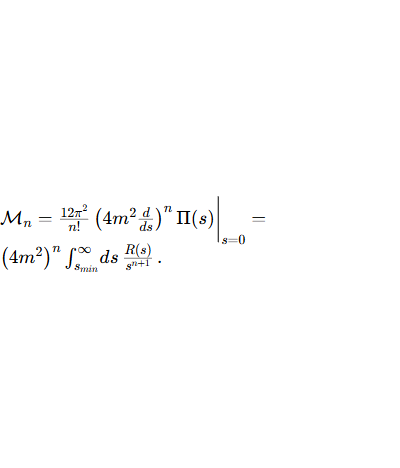 $\mathcal{M}_n = \frac{12\pi^2}{n!} \left(4m^2 \frac{d}{ds}\right)^n \Pi(s) \Big|_{s=0} =$
$\left(4m^2\right)^n \int_{s_{min}}^{\infty} ds \, \frac{R(s)}{s^{n+1}} \, .$